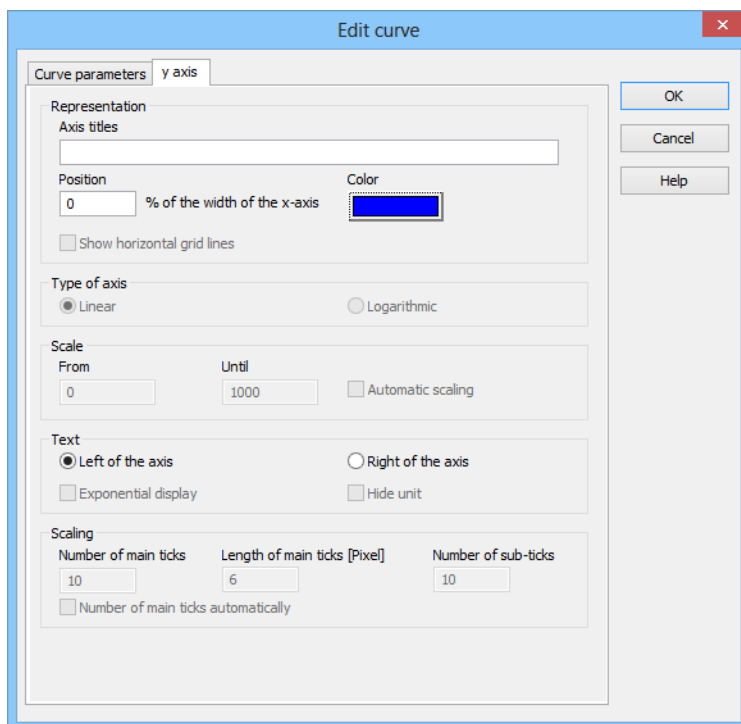 Edit curve
Curve parameters y axis
OK
Cancel
Help
Representation
Axis titles
Position Color
0 % of the width of the x-axis
Show horizontal grid lines
Type of axis
Linear Logarithmic
Scale
From Until
0 1000 Automatic scaling
Text
Left of the axis Right of the axis
Exponential display Hide unit
Scaling
Number of main ticks Length of main ticks [Pixel] Number of sub-ticks
10 6 10
Number of main ticks automatically